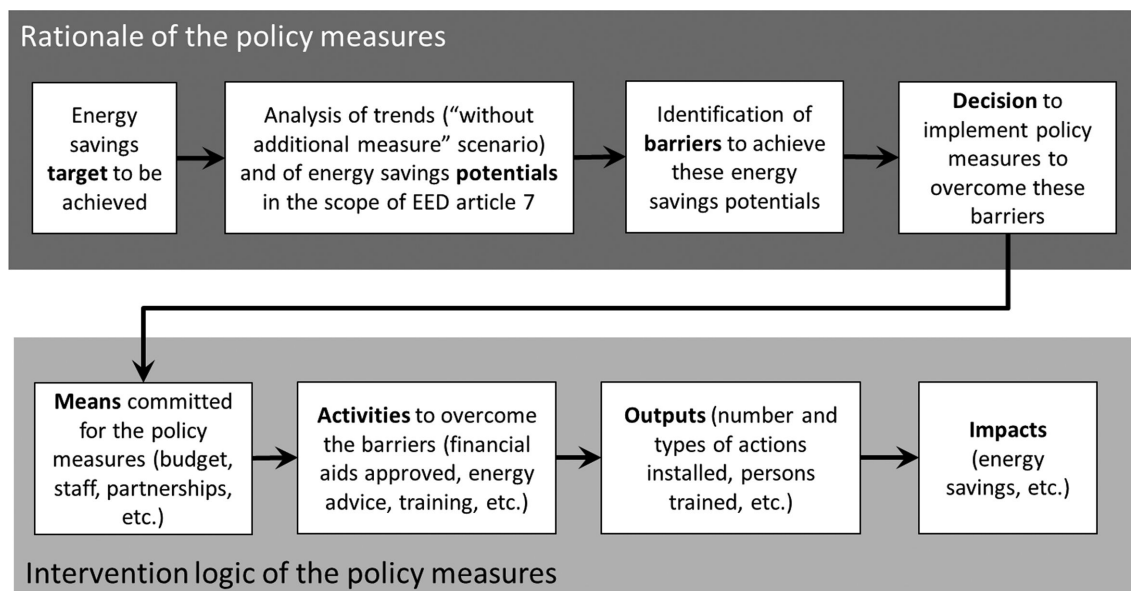 Rationale of the policy measures
Energy
savings
target to be
achieved
Analysis of trends (“without
additional measure” scenario)
and of energy savings potentials
in the scope of EED article 7
Identification of
barriers to achieve
these energy
savings potentials
Decision to
implement policy
measures to
overcome these
barriers
Means committed
for the policy
measures (budget,
staff, partnerships,
etc.)
Activities to overcome
the barriers (financial
aids approved, energy
advice, training, etc.)
Outputs (number and
types of actions
installed, persons
trained, etc.)
Impacts
(energy
savings, etc.)
Intervention logic of the policy measures